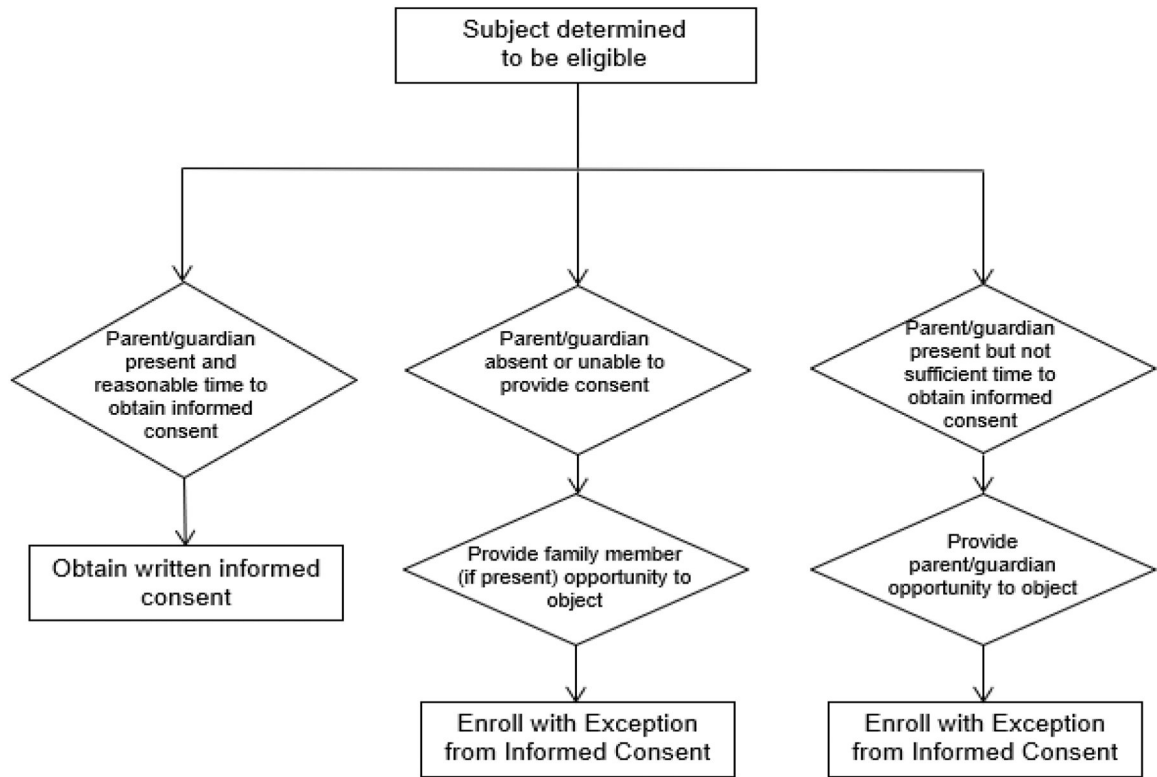 Subject determined
to be eligible
Parent/guardian
present and
reasonable time to
obtain informed
consent
Parent/guardian
absent or unable to
provide consent
Parent/guardian
present but not
sufficient time to
obtain informed
consent
Obtain written informed
consent
Provide family member
(if present) opportunity to
object
Provide
parent/guardian
opportunity to object
Enroll with Exception
from Informed Consent
Enroll with Exception
from Informed Consent